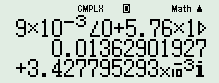 CMPLX D Math ▲
9×10⁻³∠0+5.76×1▷
0.01362901927
+3.427795293×₁₀⁻³i